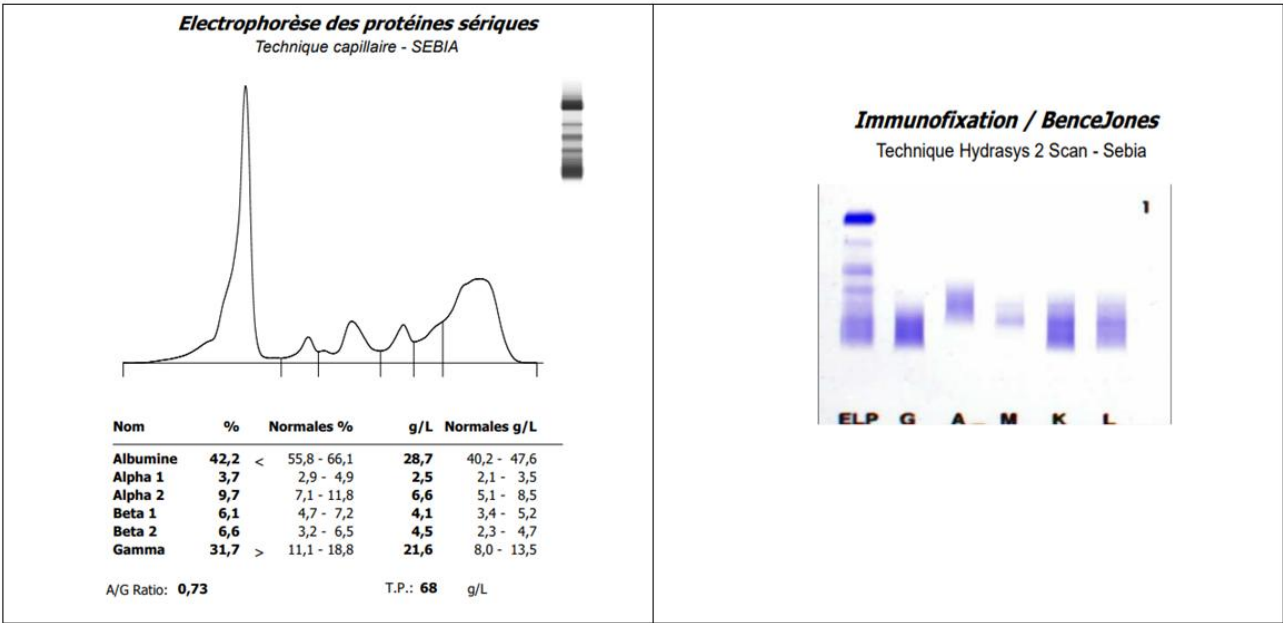 Electrophorèse des protéines sériques
Technique capillaire - SEBIA
Nom % Normales % g/L Normales g/L
Albumine 42,2 < 55,8 - 66,1 28,7 40,2 - 47,6
Alpha 1 3,7 2,9 - 4,9 2,5 2,1 - 3,5
Alpha 2 9,7 7,1 - 11,8 6,6 5,1 - 8,5
Beta 1 6,1 4,7 - 7,2 4,1 3,4 - 5,2
Beta 2 6,6 3,2 - 6,5 4,5 2,3 - 4,7
Gamma 31,7 > 11,1 - 18,8 21,6 8,0 - 13,5
A/G Ratio: 0,73 T.P.: 68 g/L
Immunofixation / BenceJones
Technique Hydrasys 2 Scan - Sebia
1
ELP G A M K L